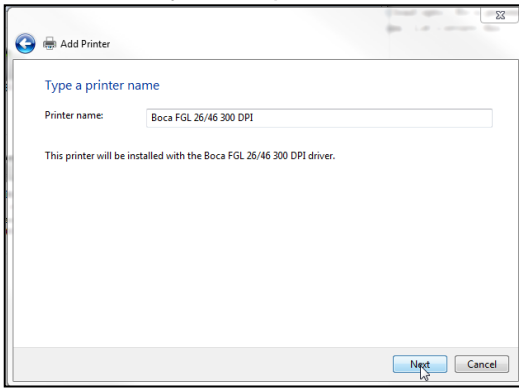 Add Printer
Type a printer name
Printer name: Boca FGL 26/46 300 DPI
This printer will be installed with the Boca FGL 26/46 300 DPI driver.
Next Cancel